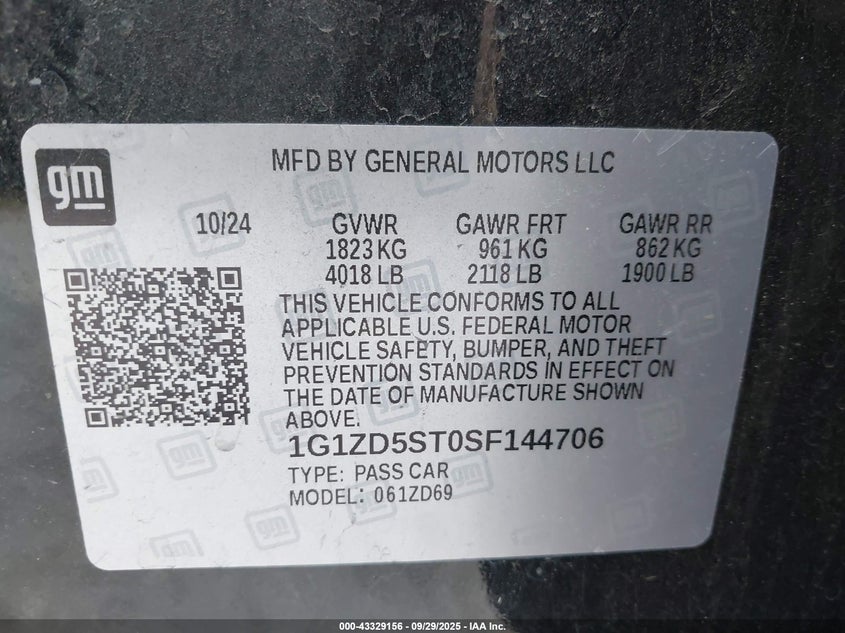 gm
MFD BY GENERAL MOTORS LLC
10/24 GVWR GAWR FRT GAWR RR
1823 KG 961 KG 862 KG
4018 LB 2118 LB 1900 LB
THIS VEHICLE CONFORMS TO ALL
APPLICABLE U.S. FEDERAL MOTOR
VEHICLE SAFETY, BUMPER, AND THEFT
PREVENTION STANDARDS IN EFFECT ON
THE DATE OF MANUFACTURE SHOWN
ABOVE.
1G1ZD5ST0SF144706
TYPE: PASS CAR
MODEL: 061ZD69
000-43329156 - 09/29/2025 - IAA Inc.